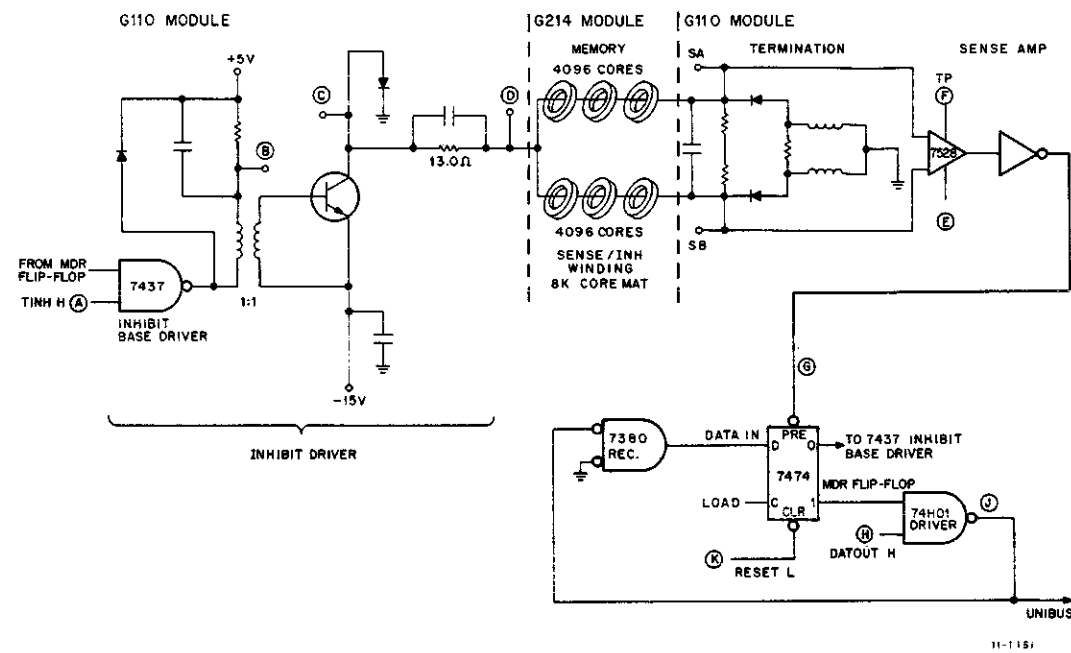 G110 MODULE
G214 MODULE
G110 MODULE
MEMORY
4096 CORES
TERMINATION
SENSE AMP
SA
TP
F
+5V
C
D
B
13.0Ω
7528
E
4096 CORES
SB
SENSE/INH
WINDING
8K CORE MAT
FROM MDR
FLIP-FLOP
7437
TINH H A
1:1
INHIBIT
BASE DRIVER
-15V
INHIBIT DRIVER
G
7380
REC.
DATA IN
PRE
D
0
TO 7437 INHIBIT
BASE DRIVER
7474
MDR FLIP-FLOP
LOAD
C
1
CLR
74H01
DRIVER
J
H
DATOUT H
K
RESET L
UNIBUS
11-1151